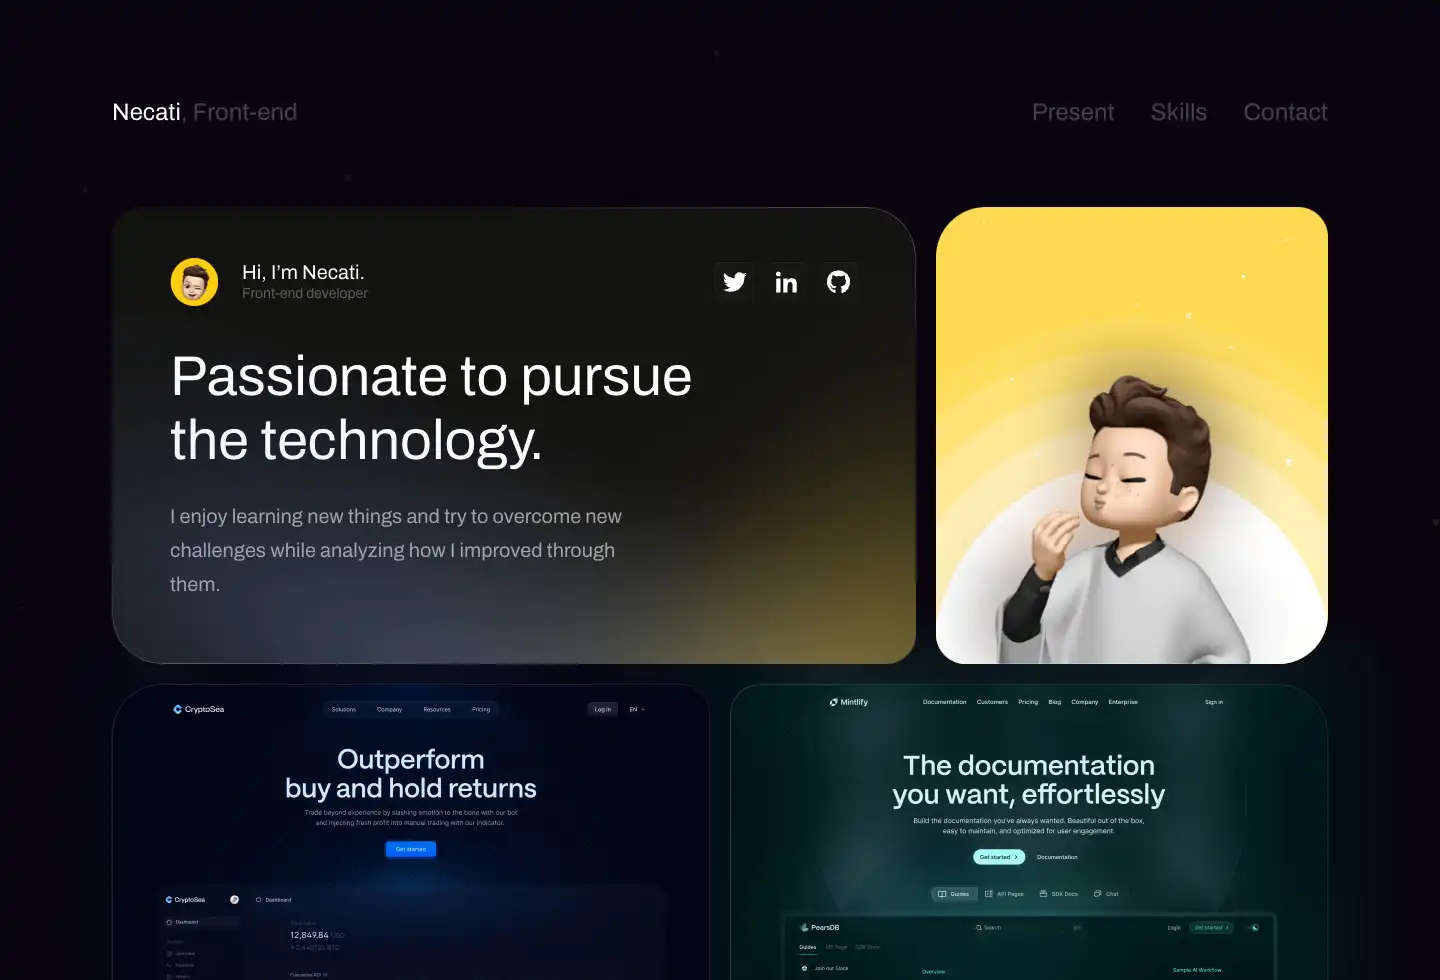 Necati, Front-end
Present Skills Contact
Hi, I'm Necati.
Front-end developer
Passionate to pursue
the technology.
I enjoy learning new things and try to overcome new
challenges while analyzing how I improved through
them.
CryptoSea Solutions Company Resources Pricing Log in EN
Outperform
buy and hold returns
Trade beyond experience by slashing emotion to the bone with our bot
and injecting fresh profit into manual trading with our indicator.
Get started
CryptoSea Dashboard
Dashboard
12,849.84 USD
Overview
Mintlify Documentation Customers Pricing Blog Company Enterprise Sign in
The documentation
you want, effortlessly
Build the documentation you've always wanted. Beautiful out of the box,
easy to maintain, and optimized for user engagement.
Get started Documentation
Guides API Pages SDK Docs Chat
PearsDB Search Login Get started
Guides API Page SDK Docs
Join our Slack
Overview Sample AI Workflow